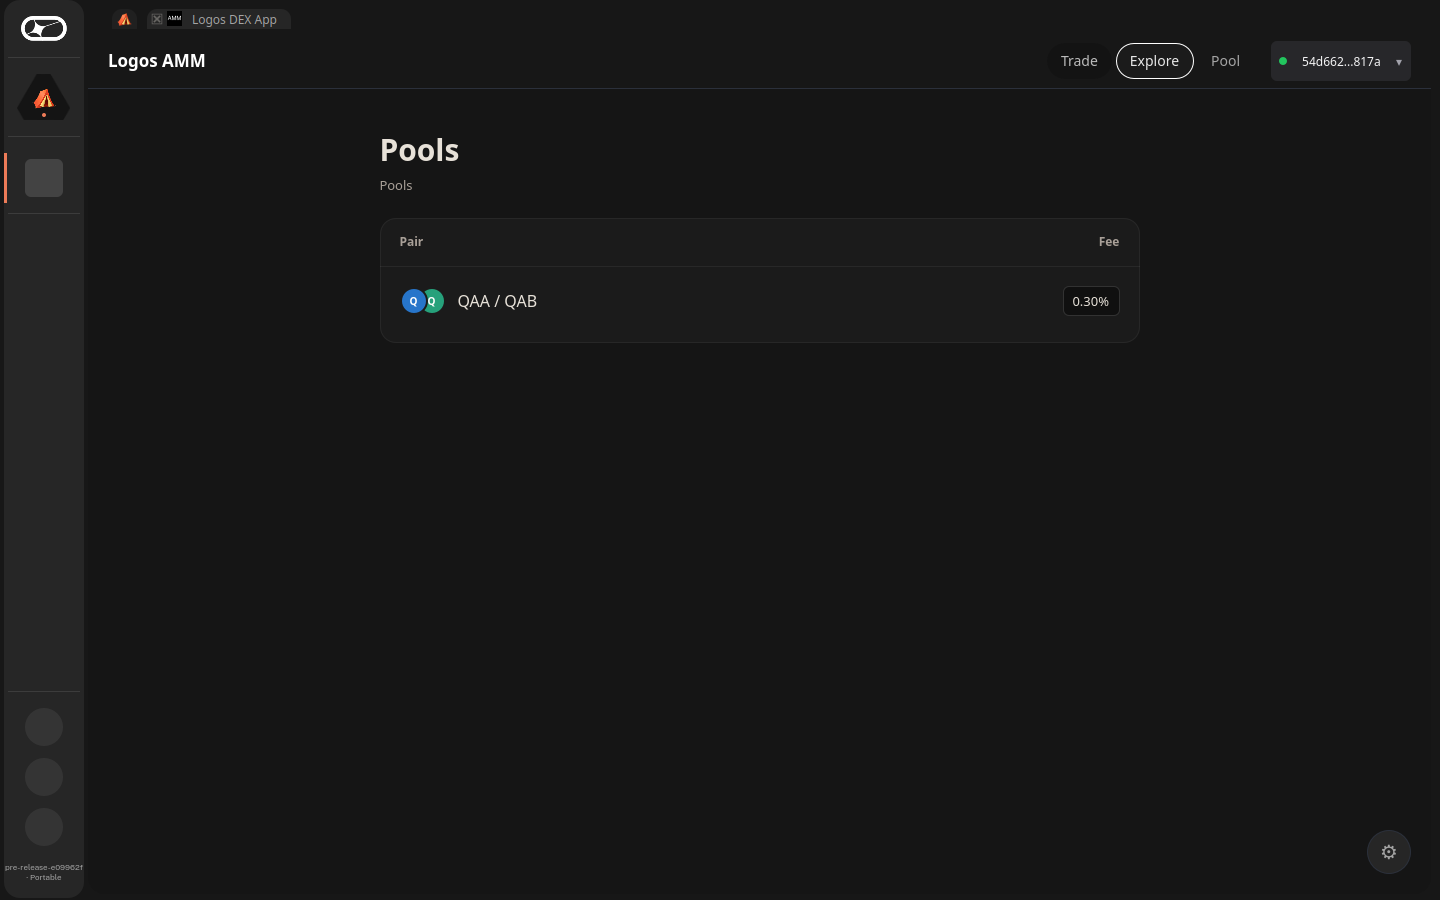 AMM Logos DEX App
Logos AMM
Trade Explore Pool 54d662...817a
Pools
Pools
Pair Fee
Q Q QAA / QAB 0.30%
pre-release-e09962f
- Portable